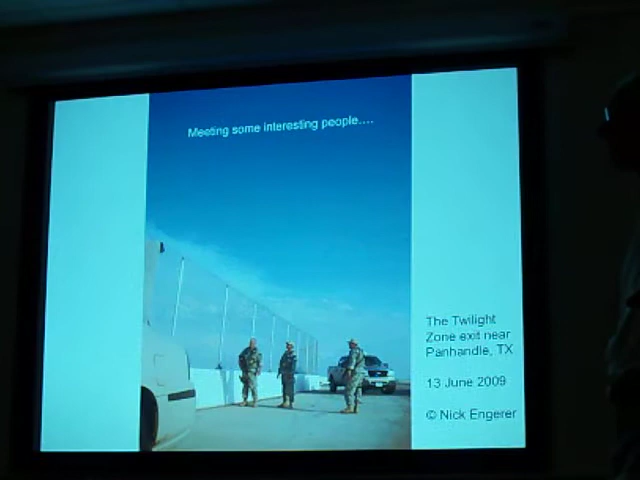 Meeting some interesting people....
The Twilight
Zone exit near
Panhandle, TX
13 June 2009
© Nick Engerer